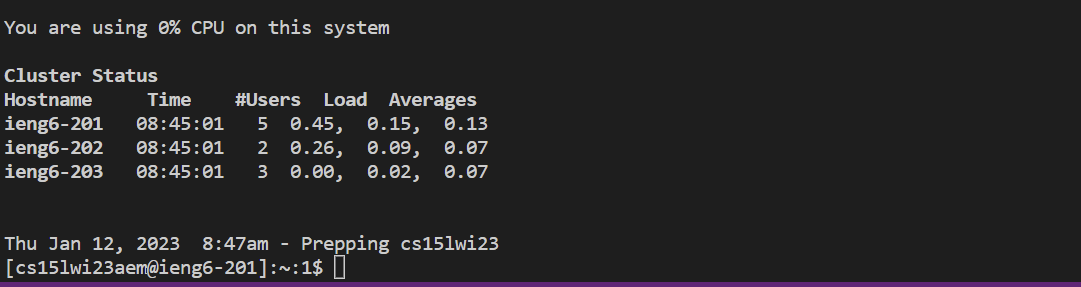 You are using 0% CPU on this system
Cluster Status
Hostname     Time    #Users  Load  Averages
ieng6-201   08:45:01   5  0.45,  0.15,  0.13
ieng6-202   08:45:01   2  0.26,  0.09,  0.07
ieng6-203   08:45:01   3  0.00,  0.02,  0.07
Thu Jan 12, 2023  8:47am - Prepping cs15lwi23
[cs15lwi23aem@ieng6-201]:~:1$